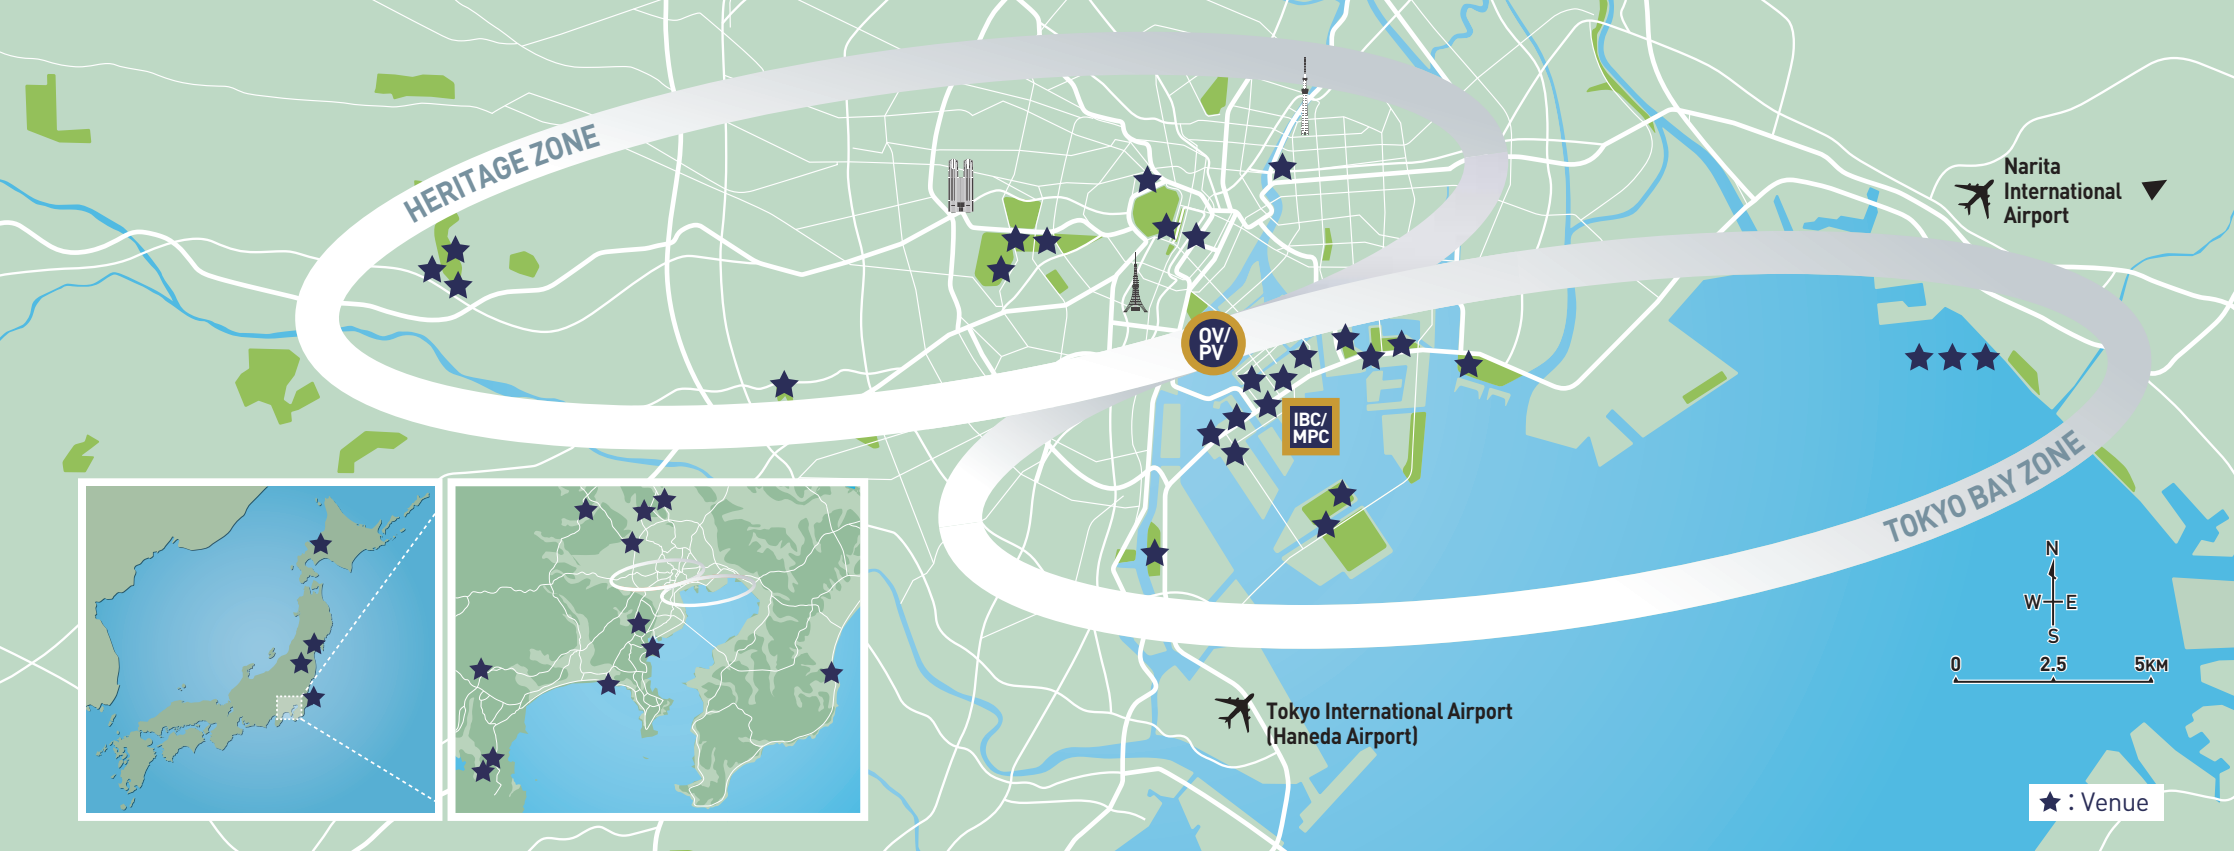 HERITAGE ZONE
Narita
International
Airport
OV/
PV
IBC/
MPC
TOKYO BAY ZONE
N
W E
S
0 2.5 5KM
Tokyo International Airport
(Haneda Airport)
: Venue